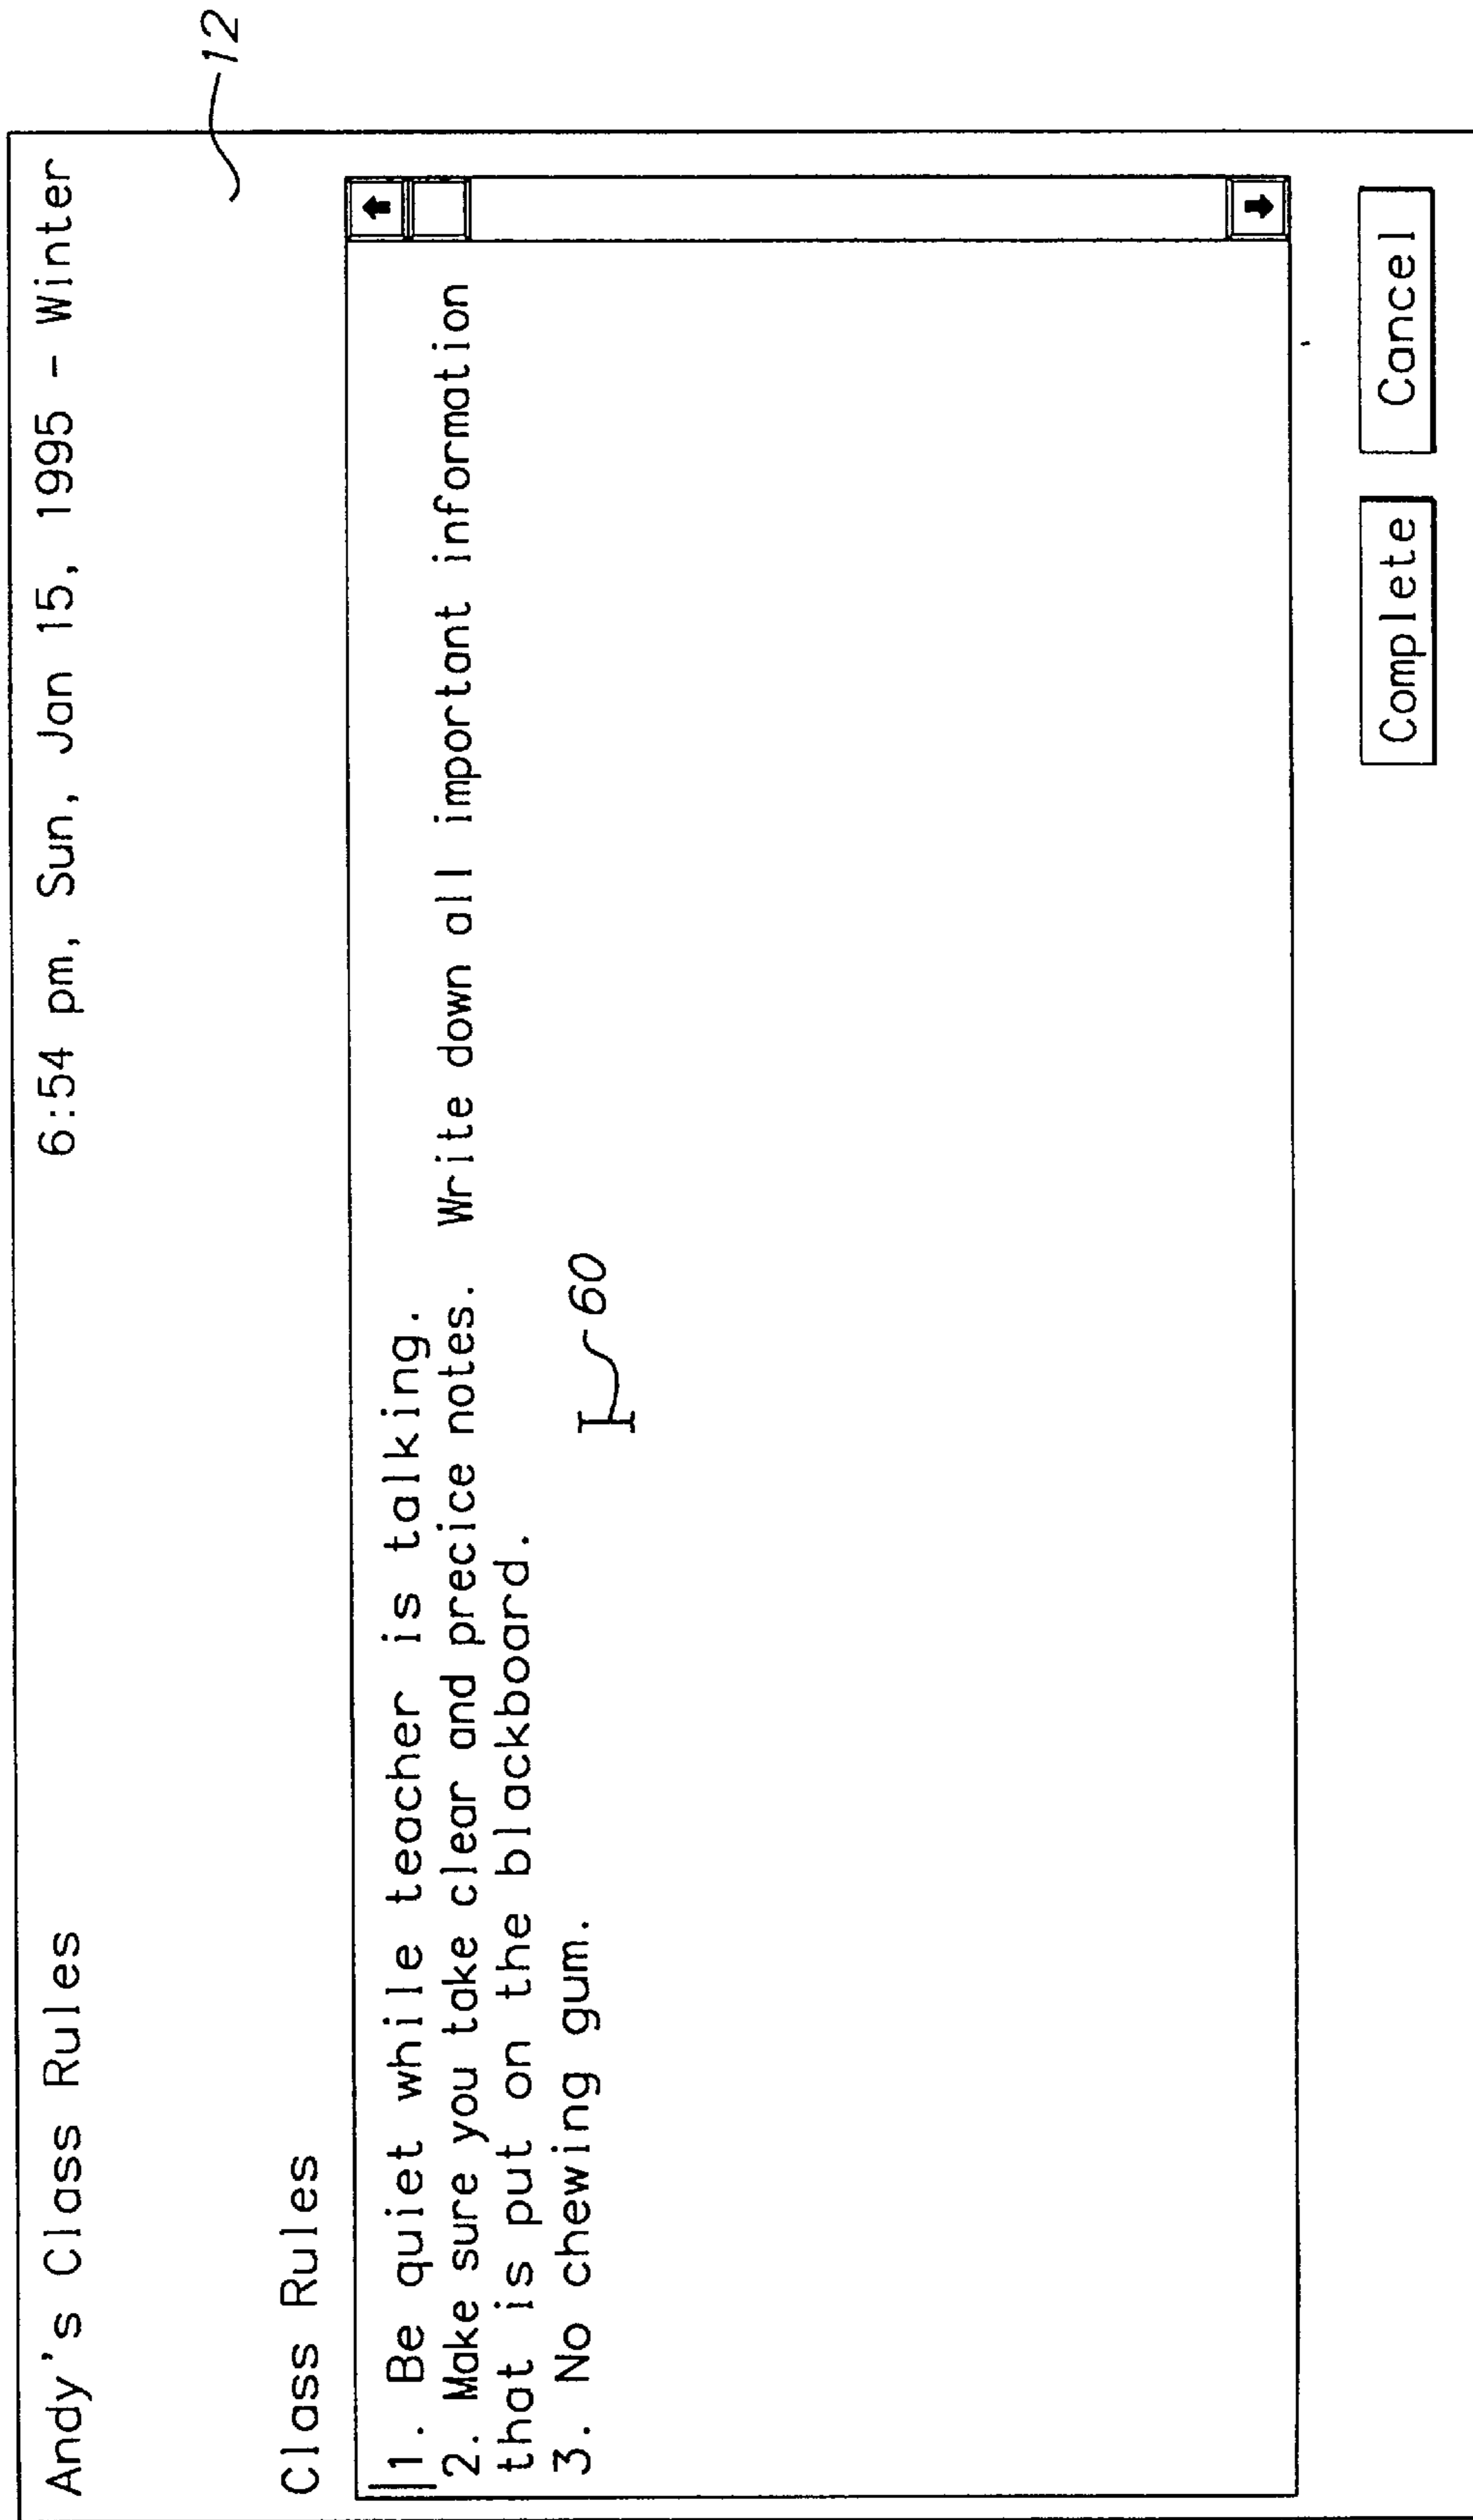 Andy's Class Rules 6:54 pm, Sun, Jan 15, 1995 - Winter
12
Class Rules
1. Be quiet while teacher is talking.
2. Make sure you take clear and precice notes. Write down all important information
that is put on the blackboard.
3. No chewing gum.
60
Complete Cancel